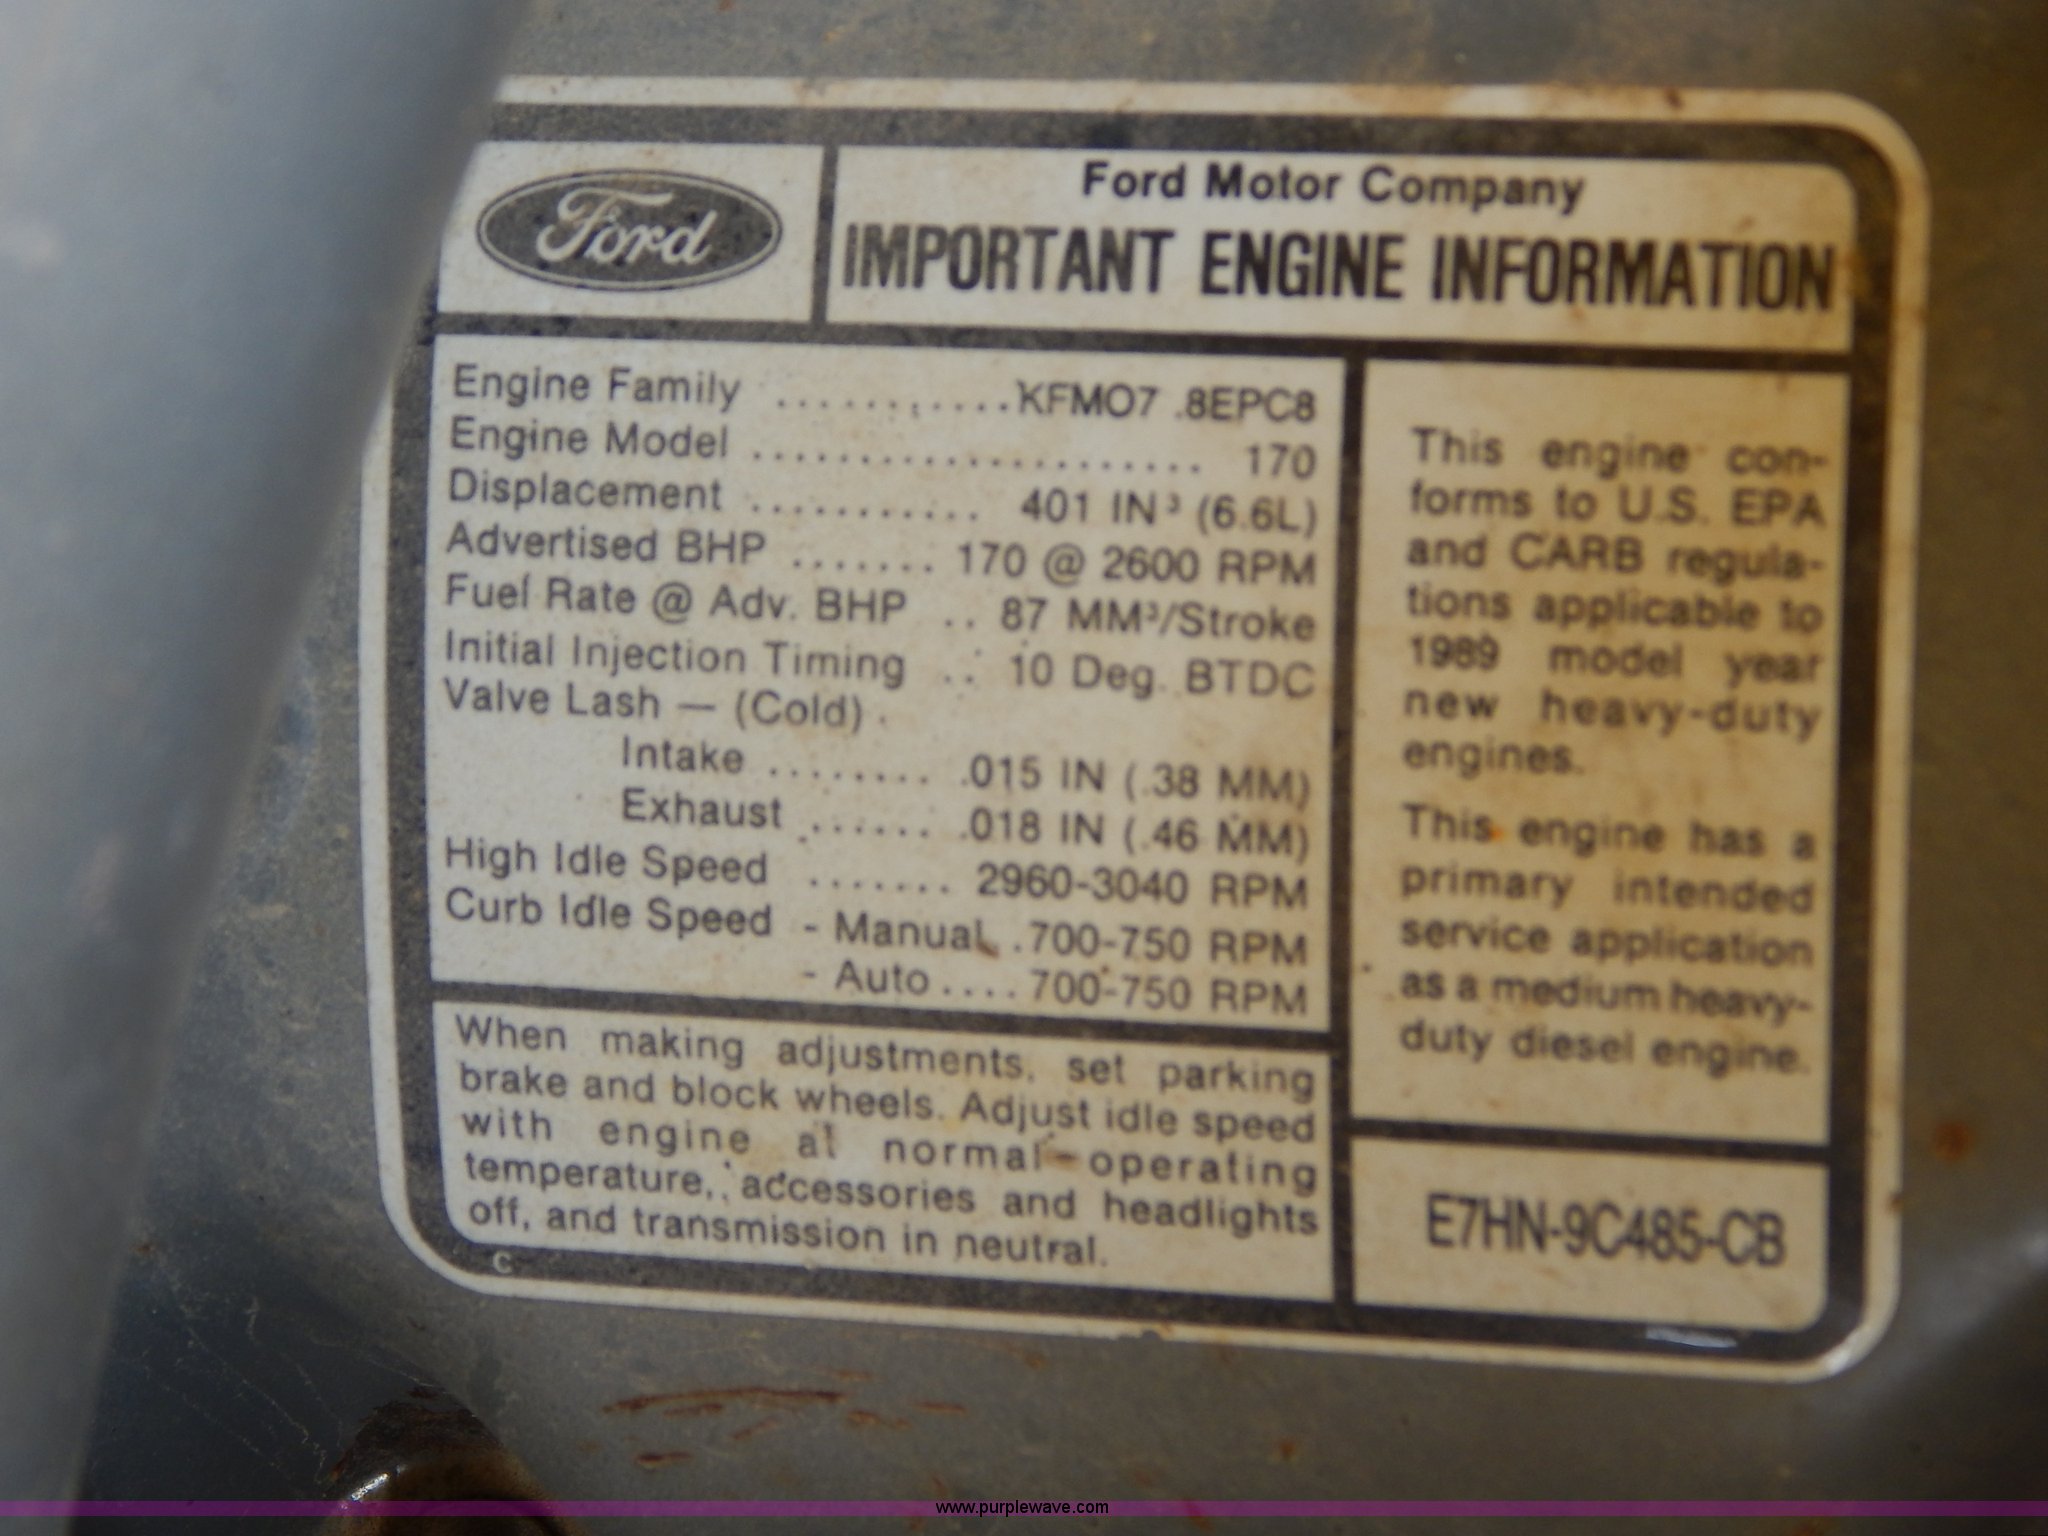 Ford
Ford Motor Company
IMPORTANT ENGINE INFORMATION
Engine Family ...........KFMO7 .8EPC8
Engine Model ...................... 170
Displacement ........... 401 IN³ (6.6L)
Advertised BHP ....... 170 @ 2600 RPM
Fuel Rate @ Adv. BHP .. 87 MM³/Stroke
Initial Injection Timing .. 10 Deg. BTDC
Valve Lash — (Cold)
Intake ........ .015 IN (.38 MM)
Exhaust ...... .018 IN (.46 MM)
High Idle Speed ....... 2960-3040 RPM
Curb Idle Speed - Manual. .700-750 RPM
- Auto.... 700-750 RPM
When making adjustments, set parking
brake and block wheels. Adjust idle speed
with engine at normal operating
temperature, accessories and headlights
off, and transmission in neutral.
C
This engine con-
forms to U.S. EPA
and CARB regula-
tions applicable to
1989 model year
new heavy-duty
engines.
This engine has a
primary intended
service application
as a medium heavy-
duty diesel engine.
E7HN-9C485-CB
www.purplewave.com